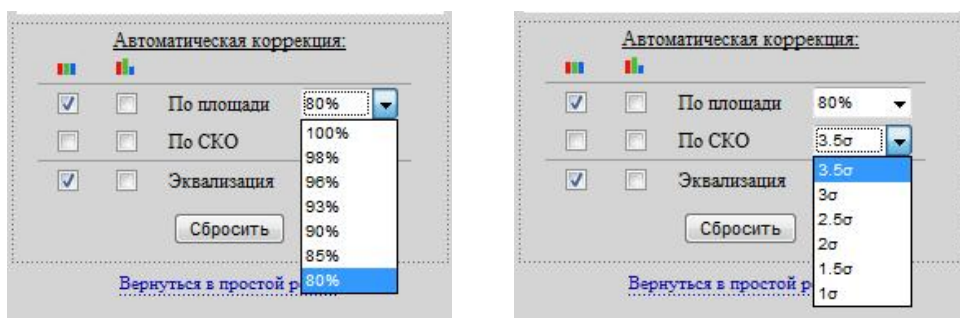 Автоматическая коррекция:
По площади 80%
По СКО
Эквализация
100%
98%
96%
93%
90%
85%
80%
Сбросить
Вернуться в простой р
Автоматическая коррекция:
По площади 80%
По СКО 3.5σ
Эквализация
3.5σ
3σ
2.5σ
2σ
1.5σ
1σ
Сбросить
Вернуться в простой р